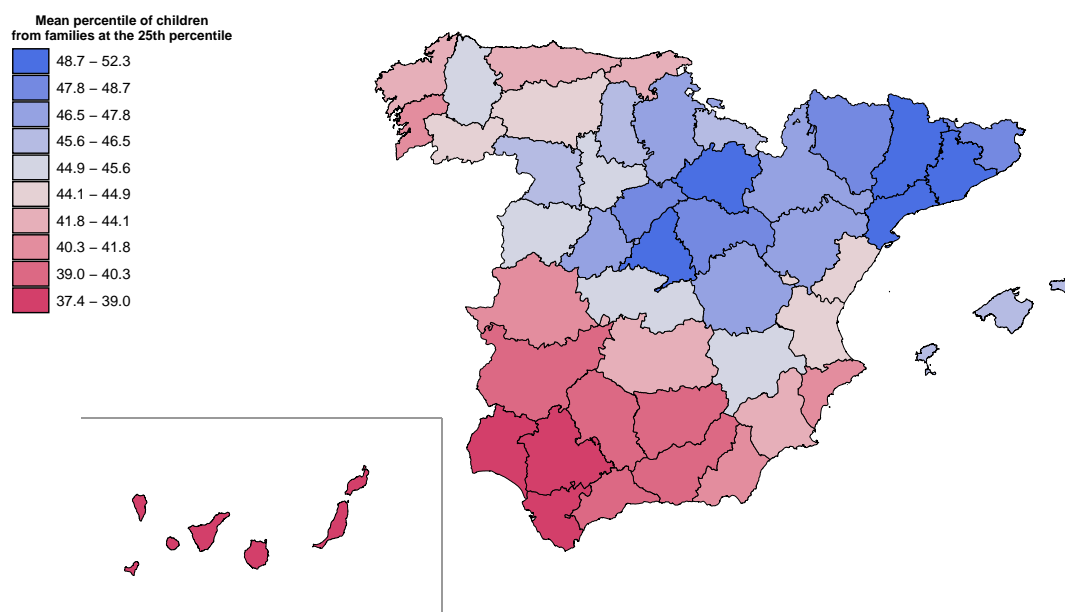 Mean percentile of children
from families at the 25th percentile
48.7 – 52.3
47.8 – 48.7
46.5 – 47.8
45.6 – 46.5
44.9 – 45.6
44.1 – 44.9
41.8 – 44.1
40.3 – 41.8
39.0 – 40.3
37.4 – 39.0